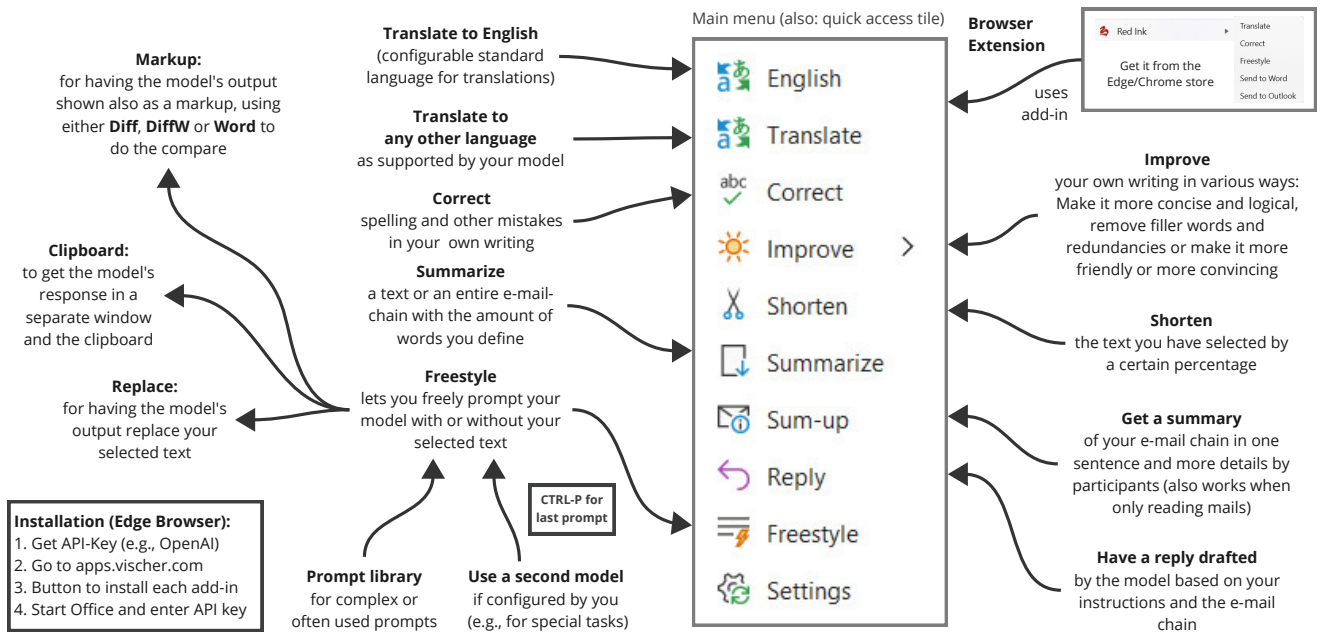 Main menu (also: quick access tile)
Markup:
for having the model's output
shown also as a markup, using
either Diff, DiffW or Word to
do the compare
Clipboard:
to get the model's
response in a
separate window
and the clipboard
Replace:
for having the model's
output replace your
selected text
Installation (Edge Browser):
1. Get API-Key (e.g., OpenAI)
2. Go to apps.vischer.com
3. Button to install each add-in
4. Start Office and enter API key
Translate to English
(configurable standard
language for translations)
Translate to
any other language
as supported by your model
Correct
spelling and other mistakes
in your own writing
Summarize
a text or an entire e-mail-
chain with the amount of
words you define
Freestyle
lets you freely prompt your
model with or without your
selected text
CTRL-P for
last prompt
Prompt library
for complex or
often used prompts
Use a second model
if configured by you
(e.g., for special tasks)
English
Translate
abc
Correct
Improve
Shorten
Summarize
Sum-up
Reply
Freestyle
Settings
Browser
Extension
uses
add-in
Red Ink
Get it from the
Edge/Chrome store
Translate
Correct
Freestyle
Send to Word
Send to Outlook
Improve
your own writing in various ways:
Make it more concise and logical,
remove filler words and
redundancies or make it more
friendly or more convincing
Shorten
the text you have selected by
a certain percentage
Get a summary
of your e-mail chain in one
sentence and more details by
participants (also works when
only reading mails)
Have a reply drafted
by the model based on your
instructions and the e-mail
chain